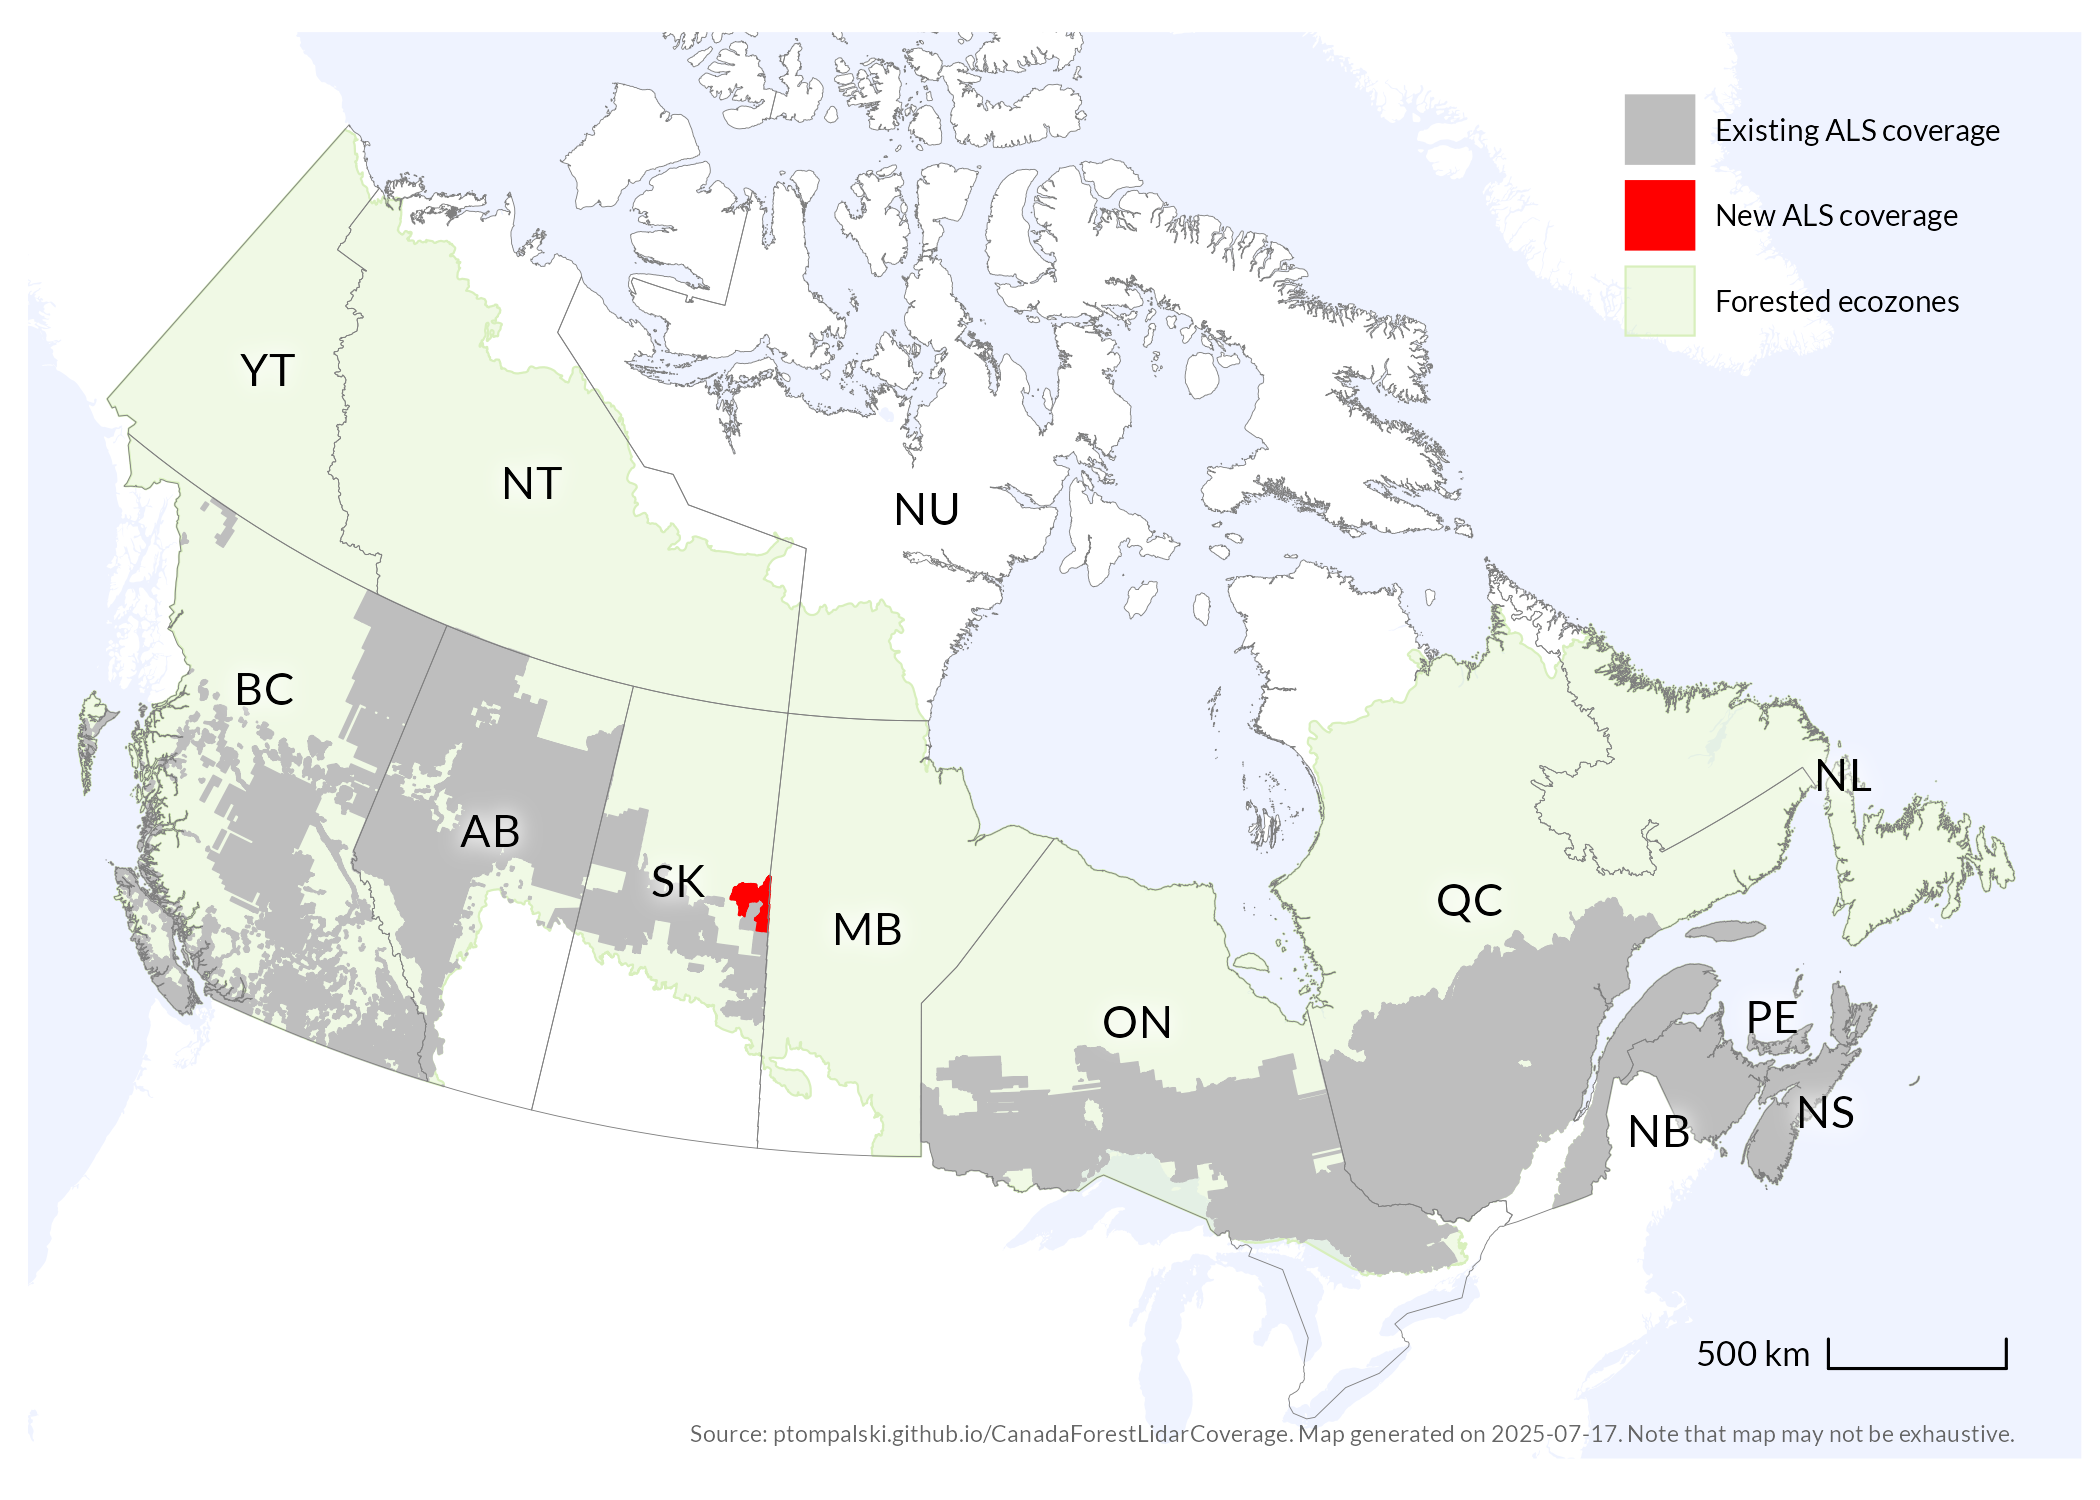 Existing ALS coverage
New ALS coverage
Forested ecozones
YT
NT
NU
BC
AB
SK
MB
ON
QC
NL
PE
NB
NS
500 km
Source: ptompalski.github.io/CanadaForestLidarCoverage. Map generated on 2025-07-17. Note that map may not be exhaustive.